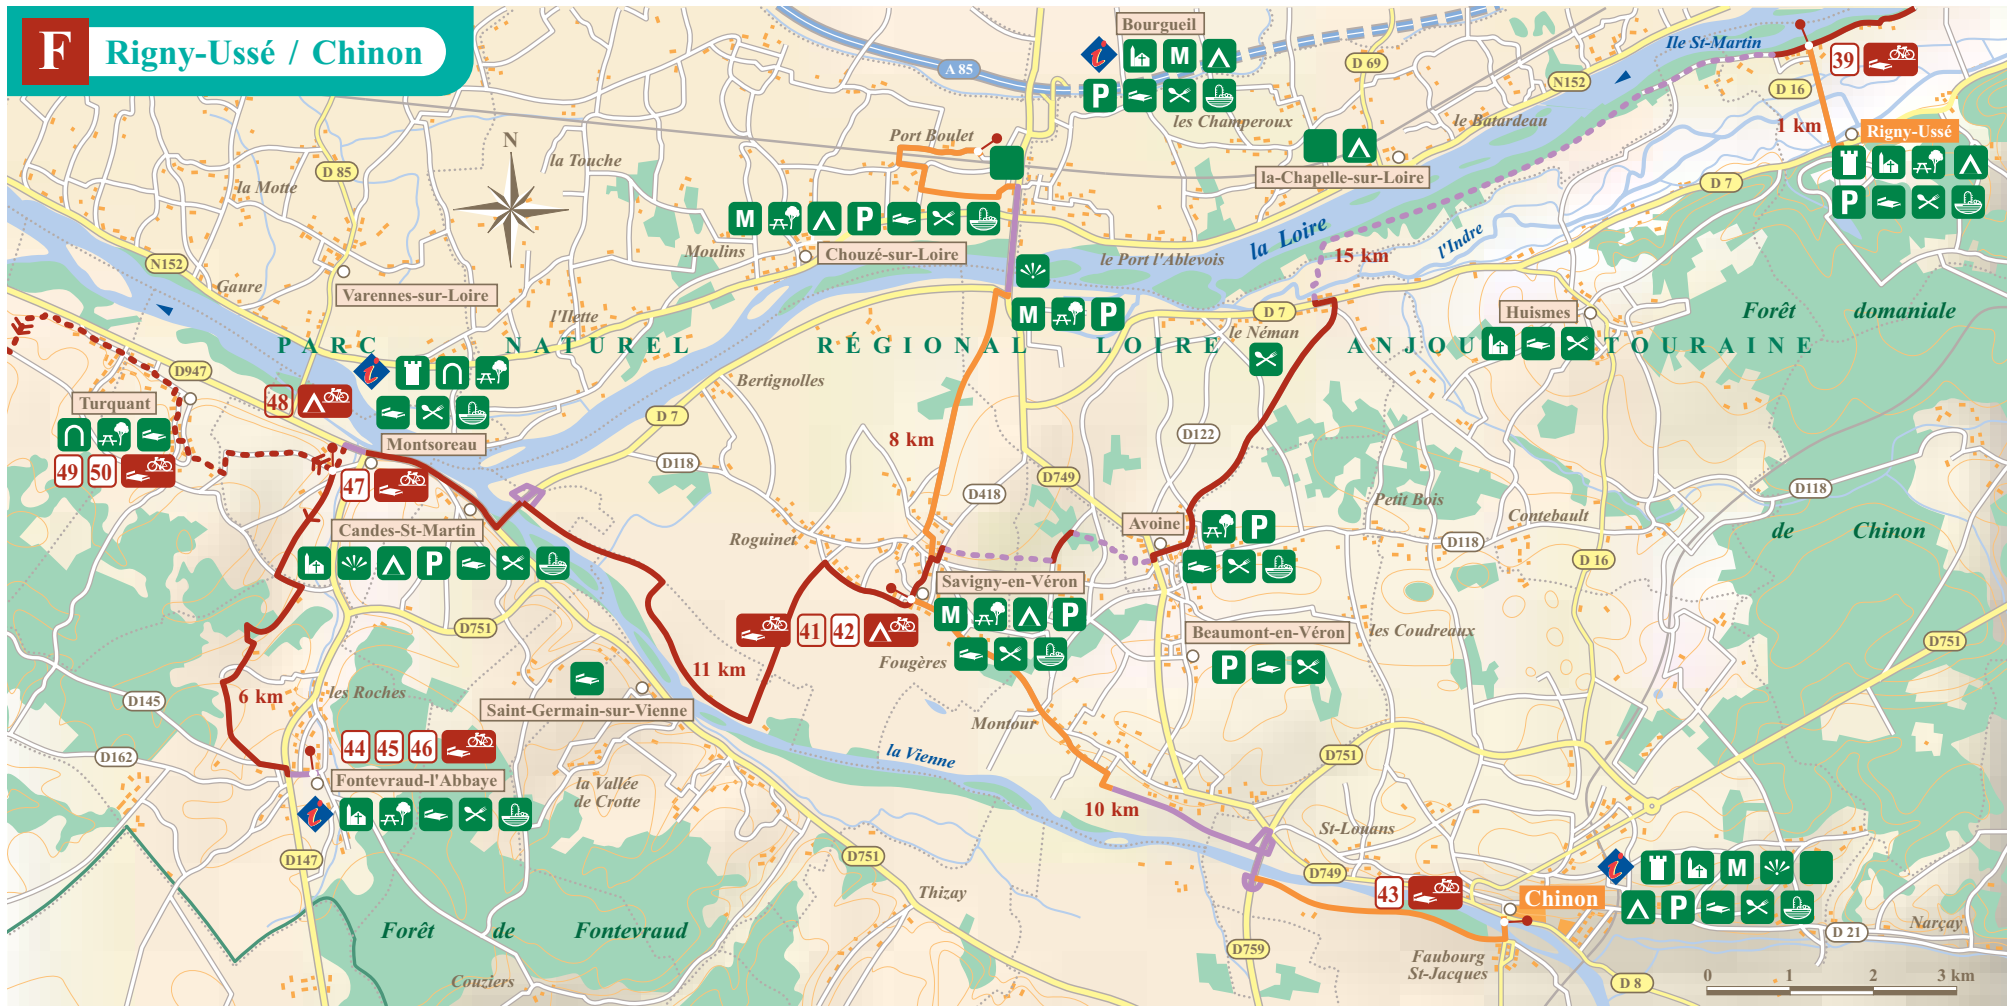 F
Rigny-Ussé / Chinon
Bourgueil
i
M
P
A 85
D 69
N152
Ile St-Martin
39
D 16
1 km
Rigny-Ussé
P
les Champeroux
le Batardeau
Port Boulet
la-Chapelle-sur-Loire
N
la Touche
D 85
la Motte
D 7
M
P
Moulins
Chouzé-sur-Loire
le Port l'Ablevois
la Loire
l'Indre
15 km
N152
Gaure
Varennes-sur-Loire
l'Ilette
M
P
D 7
le Néman
Huismes
Forêt domaniale
PARC NATUREL RÉGIONAL LOIRE ANJOU TOURAINE
i
D947
Turquant
48
Bertignolles
D 7
Montsoreau
8 km
D122
49 50
47
D118
D418
D749
Petit Bois
Contebault
D118
de Chinon
Candes-St-Martin
P
Roguinet
Avoine
P
D118
D 16
Savigny-en-Véron
M
P
41 42
D751
Fougères
Beaumont-en-Véron
P
les Coudreaux
D751
11 km
6 km
les Roches
D145
Saint-Germain-sur-Vienne
Montour
D162
44 45 46
Fontevraud-l'Abbaye
i
la Vallée
de Crotte
la Vienne
D751
10 km
St-Louans
D147
D751
Thizay
D749
43
Chinon
i
M
P
Forêt de Fontevraud
Couziers
D759
Faubourg
St-Jacques
Narçay
D 21
D 8
0 1 2 3 km